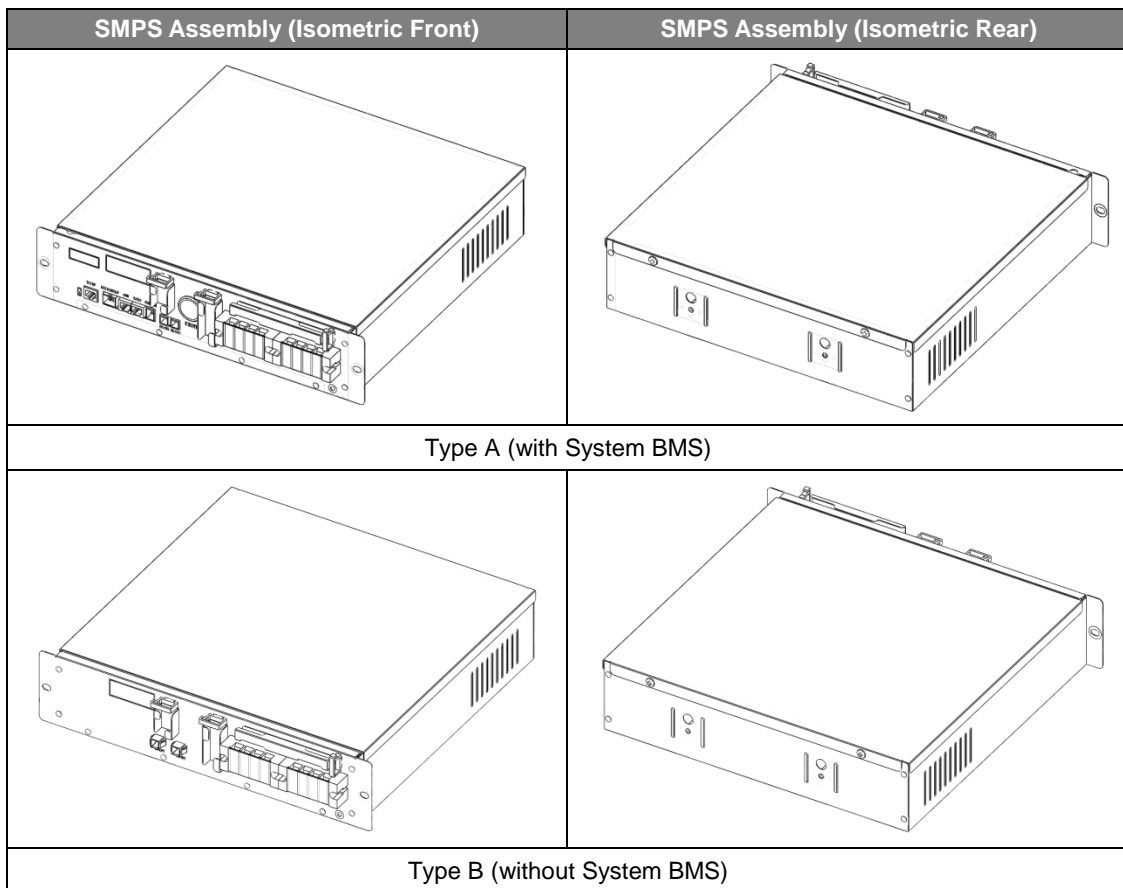 SMPS Assembly (Isometric Front)
SMPS Assembly (Isometric Rear)
Type A (with System BMS)
Type B (without System BMS)